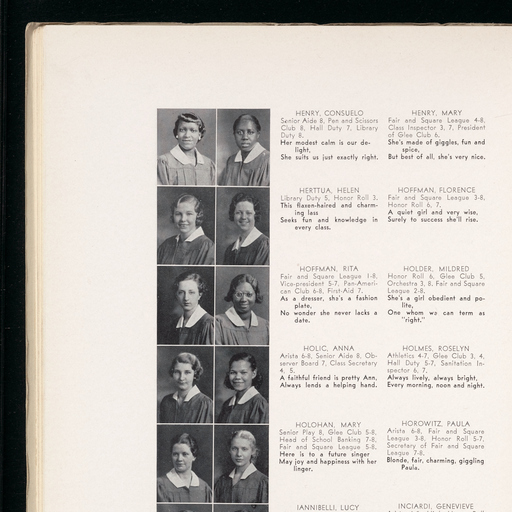 HENRY, CONSUELO
Senior Aide 8, Pen and Scissors
Club 8, Hall Duty 7, Library
Duty 8.
Her modest calm is our de-
light,
She suits us just exactly right.
HENRY, MARY
Fair and Square League 4-8,
Class Inspector 3, 7, President
of Glee Club 6.
She's made of giggles, fun and
spice,
But best of all, she's very nice.
HERTTUA, HELEN
Library Duty 5, Honor Roll 3.
This flaxen-haired and charm-
ing lass
Seeks fun and knowledge in
every class.
HOFFMAN, FLORENCE
Fair and Square League 3-8,
Honor Roll 6, 7.
A quiet girl and very wise,
Surely to success she'll rise.
HOFFMAN, RITA
Fair and Square League 1-8,
Vice-president 5-7, Pan-Ameri-
can Club 6-8, First-Aid 7.
As a dresser, she's a fashion
plate,
No wonder she never lacks a
date.
HOLDER, MILDRED
Honor Roll 6, Glee Club 5,
Orchestra 3, 8, Fair and Square
League 2-8.
She's a girl obedient and po-
lite,
One whom we can term as
"right."
HOLIC, ANNA
Arista 6-8, Senior Aide 8, Ob-
server Board 7, Class Secretary
4, 5.
A faithful friend is pretty Ann,
Always lends a helping hand.
HOLMES, ROSELYN
Athletics 4-7, Glee Club 3, 4,
Hall Duty 5-7, Sanitation In-
spector 6, 7.
Always lively, always bright,
Every morning, noon and night.
HOLOHAN, MARY
Senior Play 8, Glee Club 5-8,
Head of School Banking 7-8,
Fair and Square League 5-8.
Here is to a future singer
May joy and happiness with her
linger.
HOROWITZ, PAULA
Arista 6-8, Fair and Square
League 3-8, Honor Roll 5-7,
Secretary of Fair and Square
League 7-8.
Blonde, fair, charming, giggling
Paula.
IANNIBELLI, LUCY
INCIARDI, GENEVIEVE